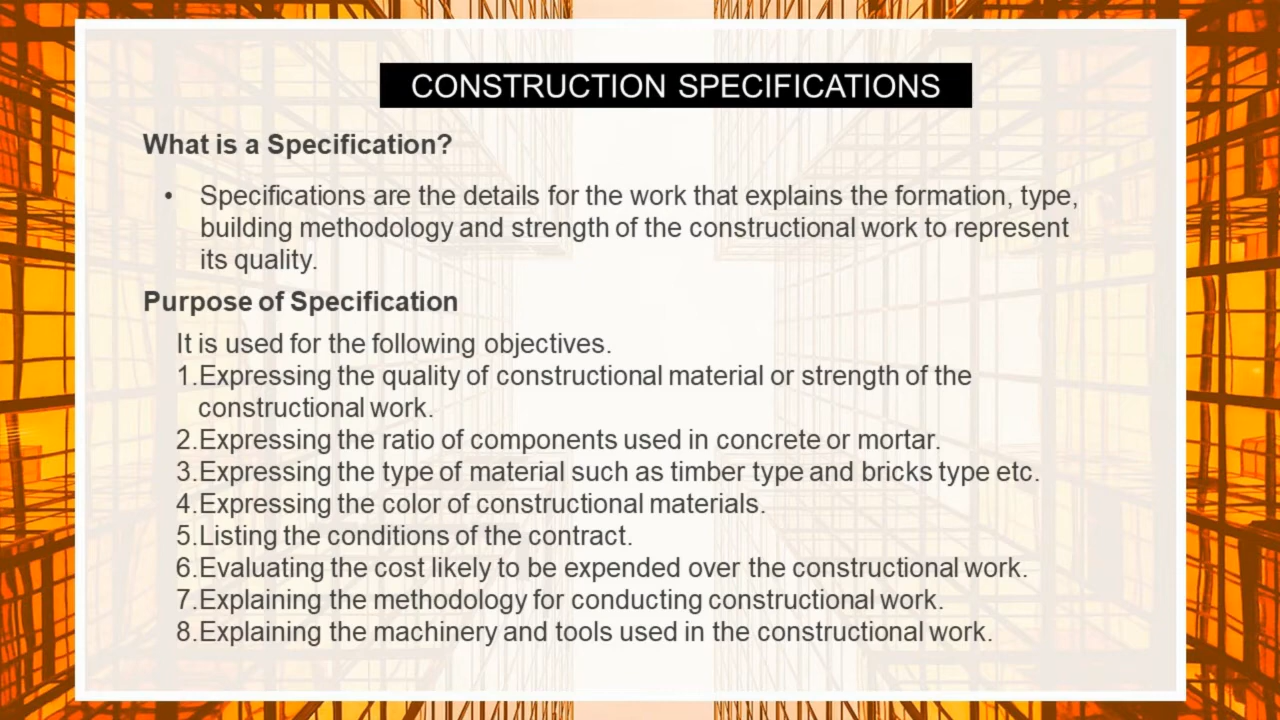 CONSTRUCTION SPECIFICATIONS
What is a Specification?
• Specifications are the details for the work that explains the formation, type,
building methodology and strength of the constructional work to represent
its quality.
Purpose of Specification
It is used for the following objectives.
1.Expressing the quality of constructional material or strength of the
constructional work.
2.Expressing the ratio of components used in concrete or mortar.
3.Expressing the type of material such as timber type and bricks type etc.
4.Expressing the color of constructional materials.
5.Listing the conditions of the contract.
6.Evaluating the cost likely to be expended over the constructional work.
7.Explaining the methodology for conducting constructional work.
8.Explaining the machinery and tools used in the constructional work.